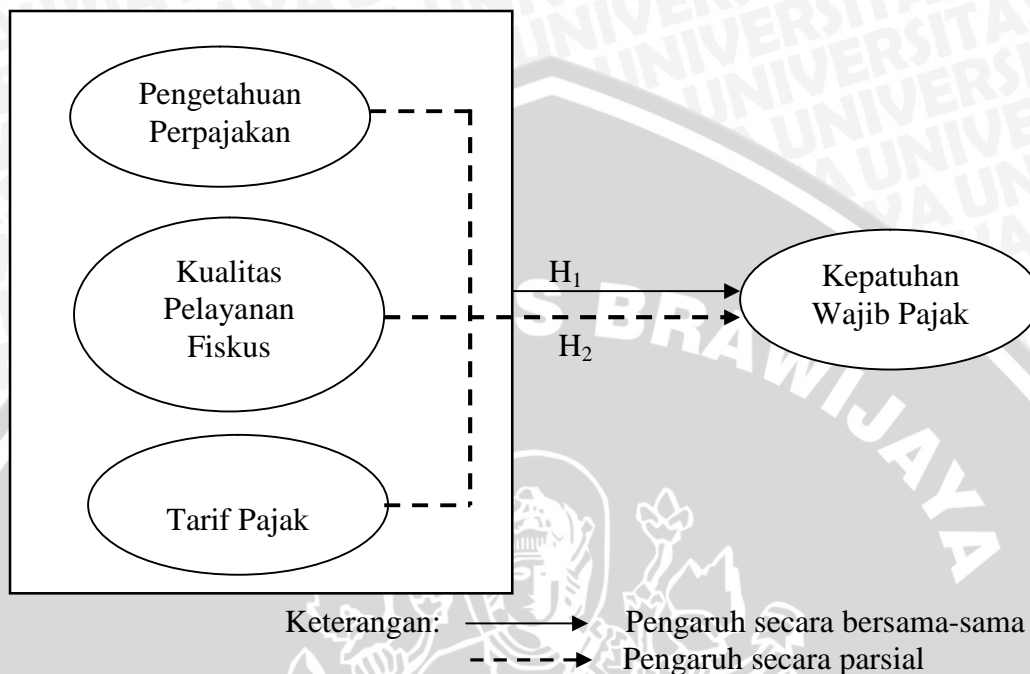 Pengetahuan
Perpajakan
Kualitas
Pelayanan
Fiskus
Tarif Pajak
H₁
H₂
Kepatuhan
Wajib Pajak
Keterangan:
Pengaruh secara bersama-sama
Pengaruh secara parsial
S BRAWIJAYA